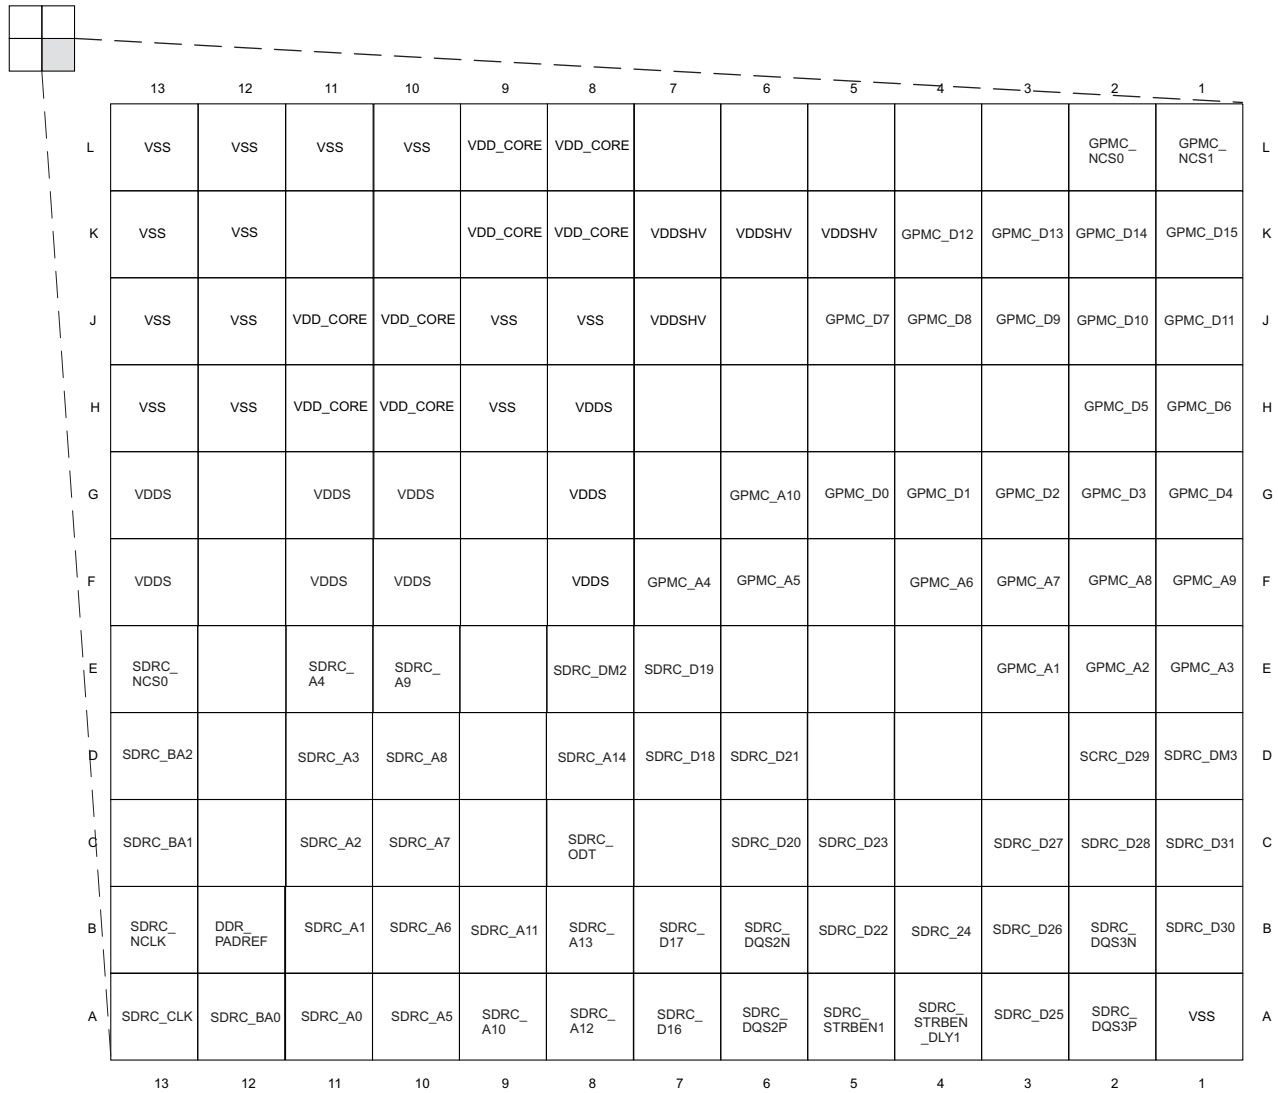 13 12 11 10 9 8 7 6 5 4 3 2 1
L VSS VSS VSS VSS VDD_CORE VDD_CORE GPMC_ GPMC_ L
NCS0 NCS1
K VSS VSS VDD_CORE VDD_CORE VDDSHV VDDSHV VDDSHV GPMC_D12 GPMC_D13 GPMC_D14 GPMC_D15 K
J VSS VSS VDD_CORE VDD_CORE VSS VSS VDDSHV GPMC_D7 GPMC_D8 GPMC_D9 GPMC_D10 GPMC_D11 J
H VSS VSS VDD_CORE VDD_CORE VSS VDDS GPMC_D5 GPMC_D6 H
G VDDS VDDS VDDS VDDS GPMC_A10 GPMC_D0 GPMC_D1 GPMC_D2 GPMC_D3 GPMC_D4 G
F VDDS VDDS VDDS VDDS GPMC_A4 GPMC_A5 GPMC_A6 GPMC_A7 GPMC_A8 GPMC_A9 F
E SDRC_ SDRC_ SDRC_ SDRC_DM2 SDRC_D19 GPMC_A1 GPMC_A2 GPMC_A3 E
NCS0 A4 A9
D SDRC_BA2 SDRC_A3 SDRC_A8 SDRC_A14 SDRC_D18 SDRC_D21 SCRC_D29 SDRC_DM3 D
C SDRC_BA1 SDRC_A2 SDRC_A7 SDRC_ SDRC_D20 SDRC_D23 SDRC_D27 SDRC_D28 SDRC_D31 C
ODT
B SDRC_ DDR_ SDRC_A1 SDRC_A6 SDRC_A11 SDRC_ SDRC_ SDRC_ SDRC_D22 SDRC_24 SDRC_D26 SDRC_ SDRC_D30 B
NCLK PADREF A13 D17 DQS2N DQS3N
A SDRC_CLK SDRC_BA0 SDRC_A0 SDRC_A5 SDRC_ SDRC_ SDRC_ SDRC_ SDRC_ SDRC_ SDRC_D25 SDRC_ VSS A
A10 A12 D16 DQS2P STRBEN1 STRBEN DQS3P
_DLY1
13 12 11 10 9 8 7 6 5 4 3 2 1